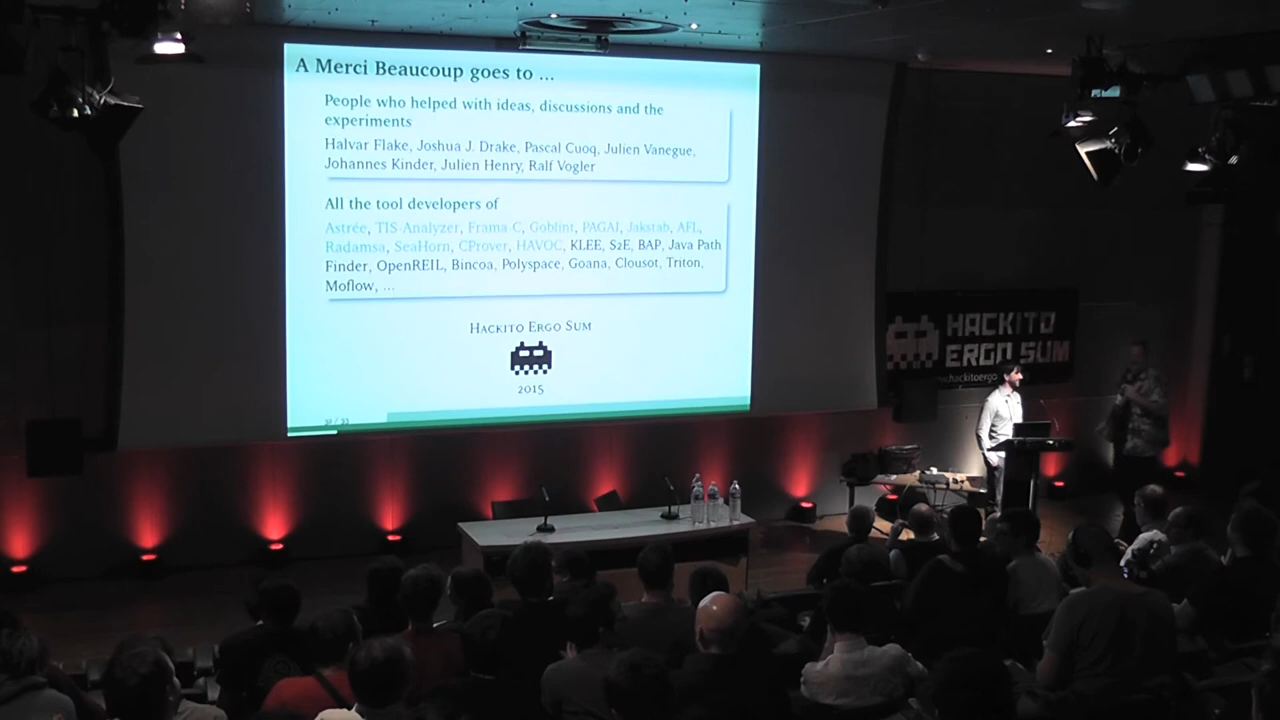 A Merci Beaucoup goes to ...
People who helped with ideas, discussions and the
experiments
Halvar Flake, Joshua J. Drake, Pascal Cuoq, Julien Vanegue,
Johannes Kinder, Julien Henry, Ralf Vogler
All the tool developers of
Astrée, TIS-Analyzer, Frama C, Goblint, PAGAI, Jakstab, AFL,
Radamsa, SeaHorn, CProver, HAVOC, KLEE, S2E, BAP, Java Path
Finder, OpenREIL, Bincoa, Polyspace, Goana, Clousot, Triton,
Moflow, ...
Hackito Ergo Sum
2015
HACKITO
ERGO SUM